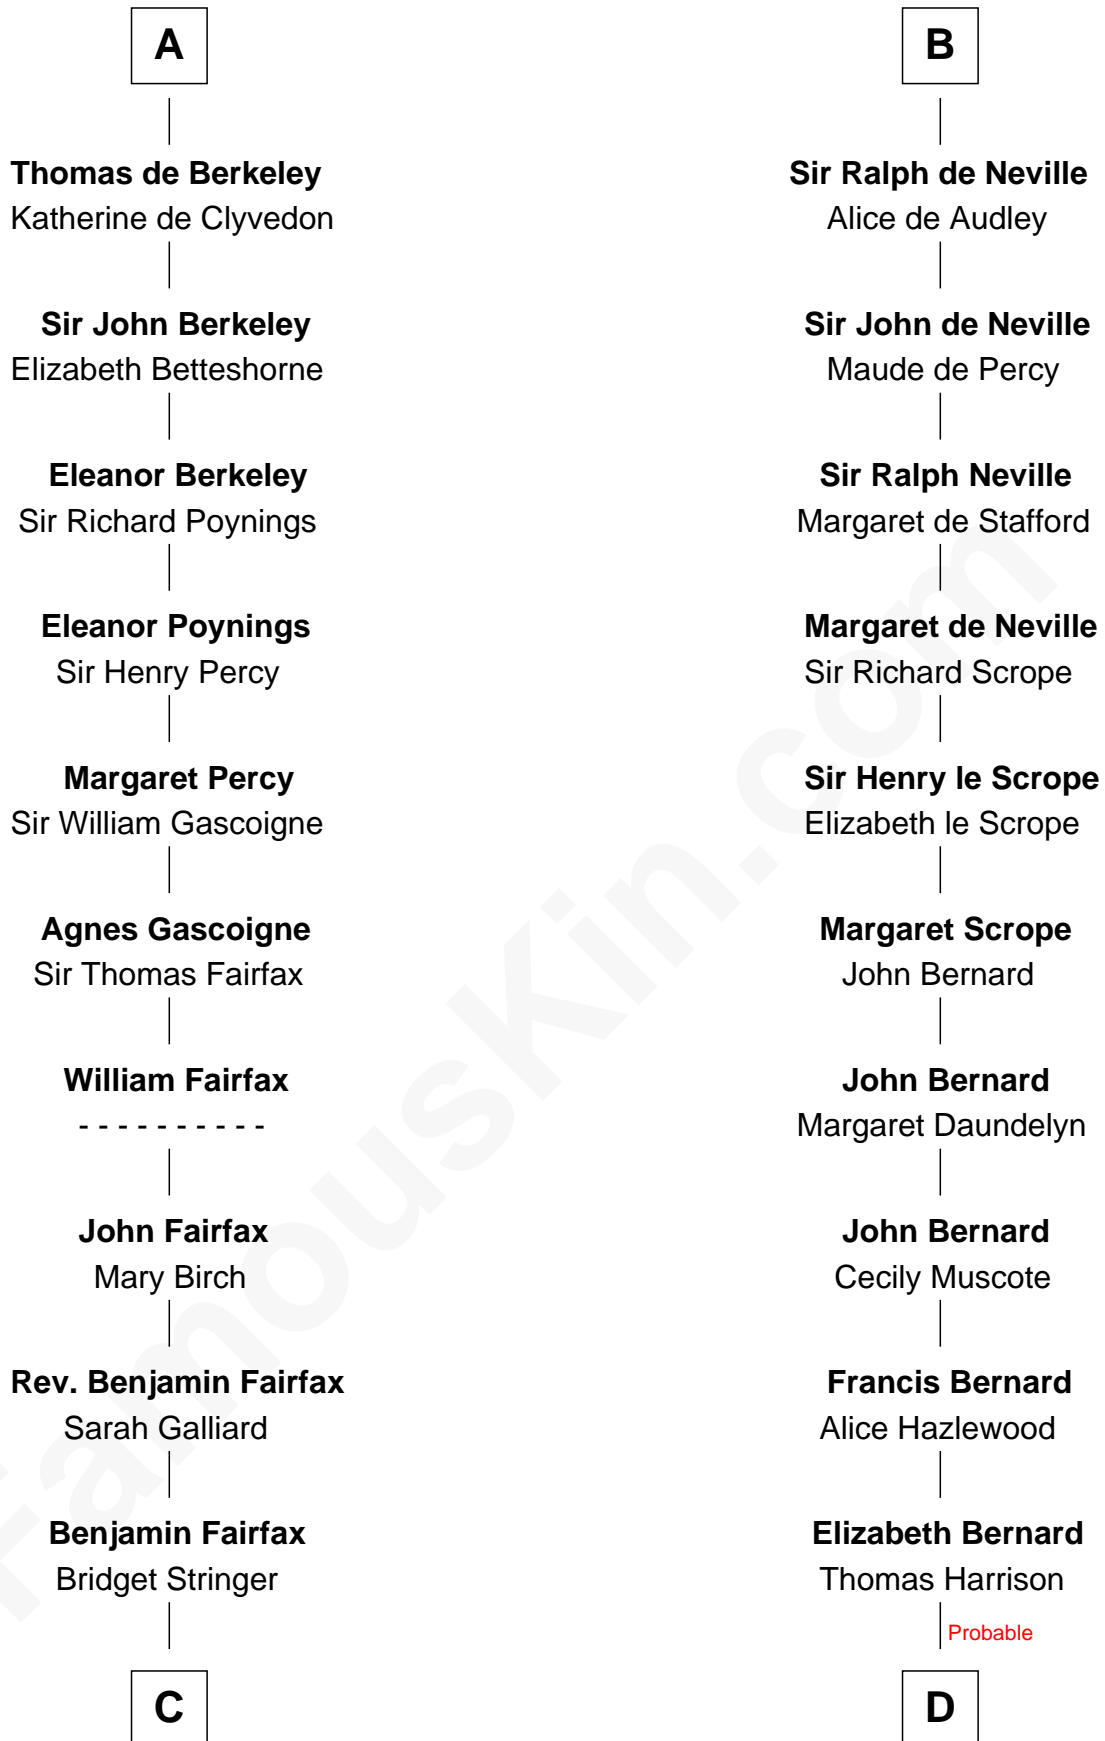 A
Thomas de Berkeley
Katherine de Clyvedon
Sir John Berkeley
Elizabeth Betteshorne
Eleanor Berkeley
Sir Richard Poynings
Eleanor Poynings
Sir Henry Percy
Margaret Percy
Sir William Gascoigne
Agnes Gascoigne
Sir Thomas Fairfax
William Fairfax
- - - - - - - - - -
John Fairfax
Mary Birch
Rev. Benjamin Fairfax
Sarah Galliard
Benjamin Fairfax
Bridget Stringer
C
B
Sir Ralph de Neville
Alice de Audley
Sir John de Neville
Maude de Percy
Sir Ralph Neville
Margaret de Stafford
Margaret de Neville
Sir Richard Scrope
Sir Henry le Scrope
Elizabeth le Scrope
Margaret Scrope
John Bernard
John Bernard
Margaret Daundelyn
John Bernard
Cecily Muscote
Francis Bernard
Alice Hazlewood
Elizabeth Bernard
Thomas Harrison
Probable
D
FamousKin.com